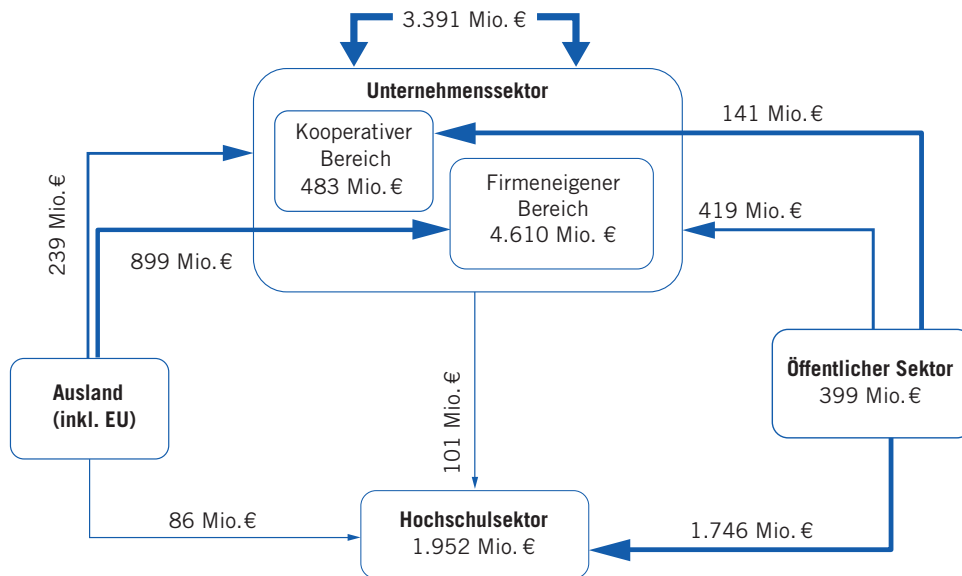 3.391 Mio. €
Unternehmenssektor
Kooperativer
Bereich
483 Mio. €
141 Mio. €
Firmeneigener
Bereich
4.610 Mio. €
419 Mio. €
239 Mio. €
899 Mio. €
Ausland
(inkl. EU)
Öffentlicher Sektor
399 Mio. €
101 Mio. €
86 Mio. €
Hochschulsektor
1.952 Mio. €
1.746 Mio. €